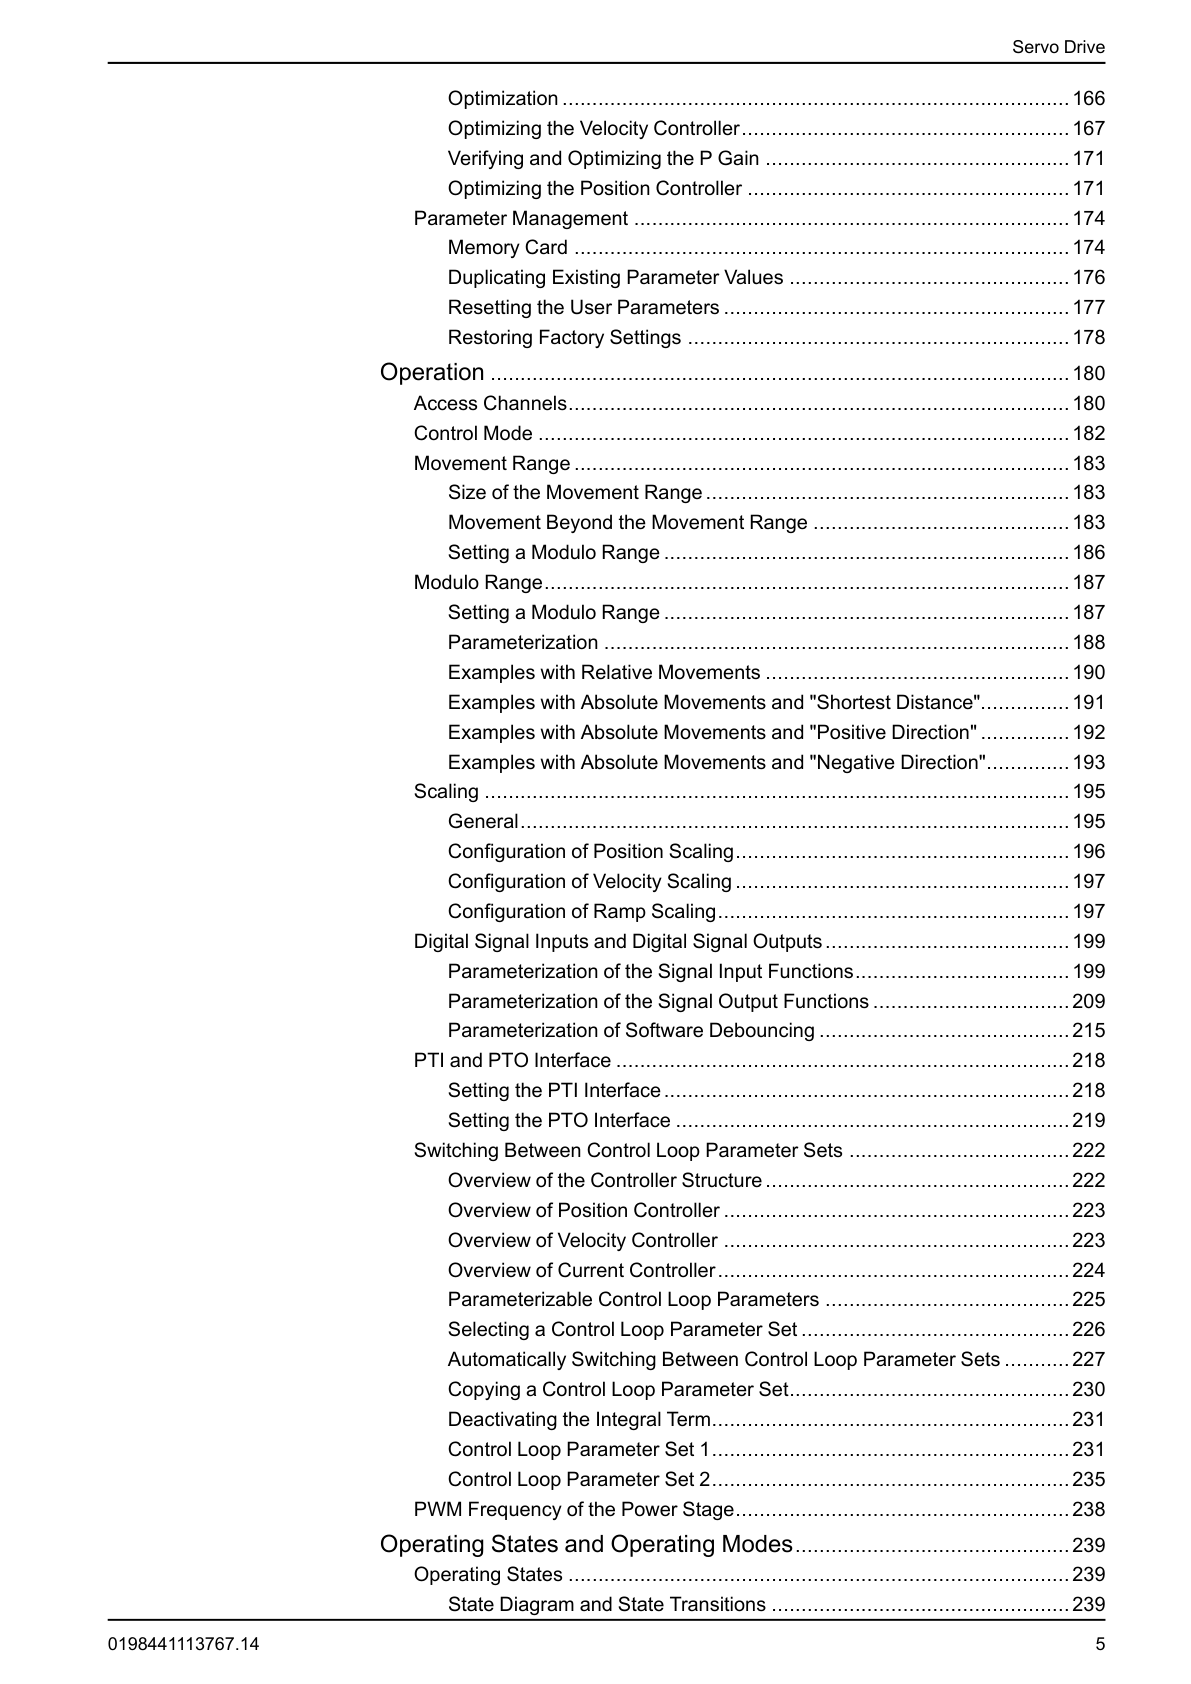 Servo Drive
Optimization ..................................................................................... 166
Optimizing the Velocity Controller....................................................... 167
Verifying and Optimizing the P Gain ................................................... 171
Optimizing the Position Controller ...................................................... 171
Parameter Management ......................................................................... 174
Memory Card ................................................................................... 174
Duplicating Existing Parameter Values ............................................... 176
Resetting the User Parameters .......................................................... 177
Restoring Factory Settings ................................................................ 178
Operation ................................................................................................. 180
Access Channels.................................................................................... 180
Control Mode ......................................................................................... 182
Movement Range ................................................................................... 183
Size of the Movement Range ............................................................. 183
Movement Beyond the Movement Range ........................................... 183
Setting a Modulo Range .................................................................... 186
Modulo Range........................................................................................ 187
Setting a Modulo Range .................................................................... 187
Parameterization .............................................................................. 188
Examples with Relative Movements ................................................... 190
Examples with Absolute Movements and "Shortest Distance"............... 191
Examples with Absolute Movements and "Positive Direction" ............... 192
Examples with Absolute Movements and "Negative Direction".............. 193
Scaling .................................................................................................. 195
General............................................................................................ 195
Configuration of Position Scaling........................................................ 196
Configuration of Velocity Scaling ........................................................ 197
Configuration of Ramp Scaling........................................................... 197
Digital Signal Inputs and Digital Signal Outputs ......................................... 199
Parameterization of the Signal Input Functions.................................... 199
Parameterization of the Signal Output Functions ................................. 209
Parameterization of Software Debouncing .......................................... 215
PTI and PTO Interface ............................................................................ 218
Setting the PTI Interface .................................................................... 218
Setting the PTO Interface .................................................................. 219
Switching Between Control Loop Parameter Sets ..................................... 222
Overview of the Controller Structure ................................................... 222
Overview of Position Controller .......................................................... 223
Overview of Velocity Controller .......................................................... 223
Overview of Current Controller........................................................... 224
Parameterizable Control Loop Parameters ......................................... 225
Selecting a Control Loop Parameter Set ............................................. 226
Automatically Switching Between Control Loop Parameter Sets ........... 227
Copying a Control Loop Parameter Set............................................... 230
Deactivating the Integral Term............................................................ 231
Control Loop Parameter Set 1............................................................ 231
Control Loop Parameter Set 2............................................................ 235
PWM Frequency of the Power Stage........................................................ 238
Operating States and Operating Modes.............................................. 239
Operating States .................................................................................... 239
State Diagram and State Transitions .................................................. 239
0198441113767.14
5